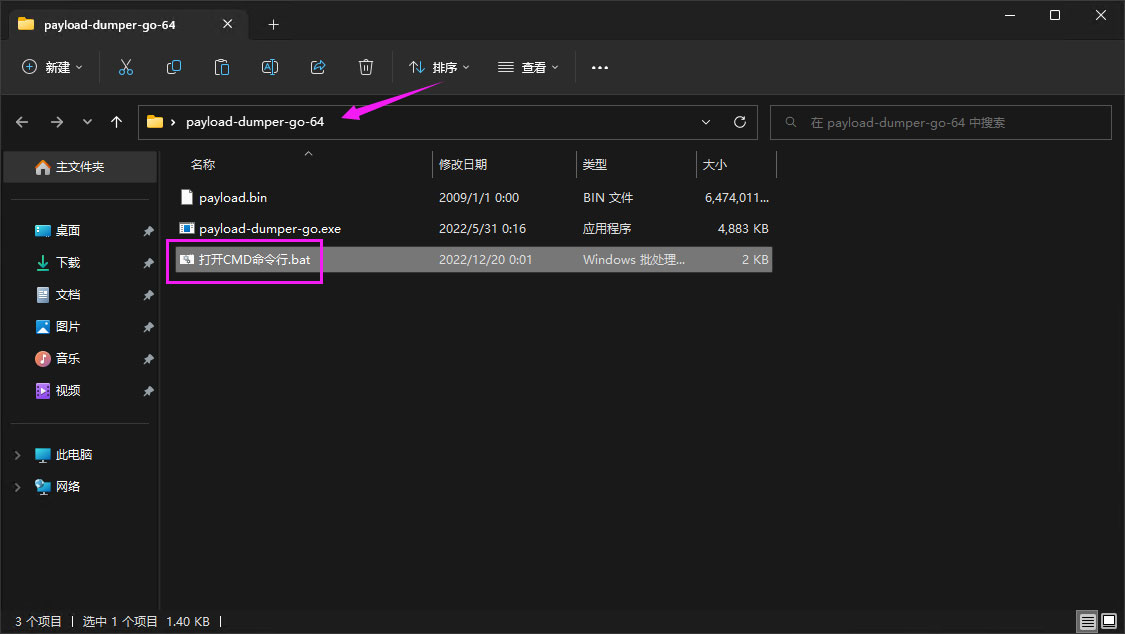 payload-dumper-go-64
新建
排序
查看
payload-dumper-go-64
在 payload-dumper-go-64 中搜索
主文件夹
名称 修改日期 类型 大小
payload.bin 2009/1/1 0:00 BIN 文件 6,474,011...
payload-dumper-go.exe 2022/5/31 0:16 应用程序 4,883 KB
打开CMD命令行.bat 2022/12/20 0:01 Windows 批处理... 2 KB
桌面
下载
文档
图片
音乐
视频
此电脑
网络
3 个项目 选中 1 个项目 1.40 KB